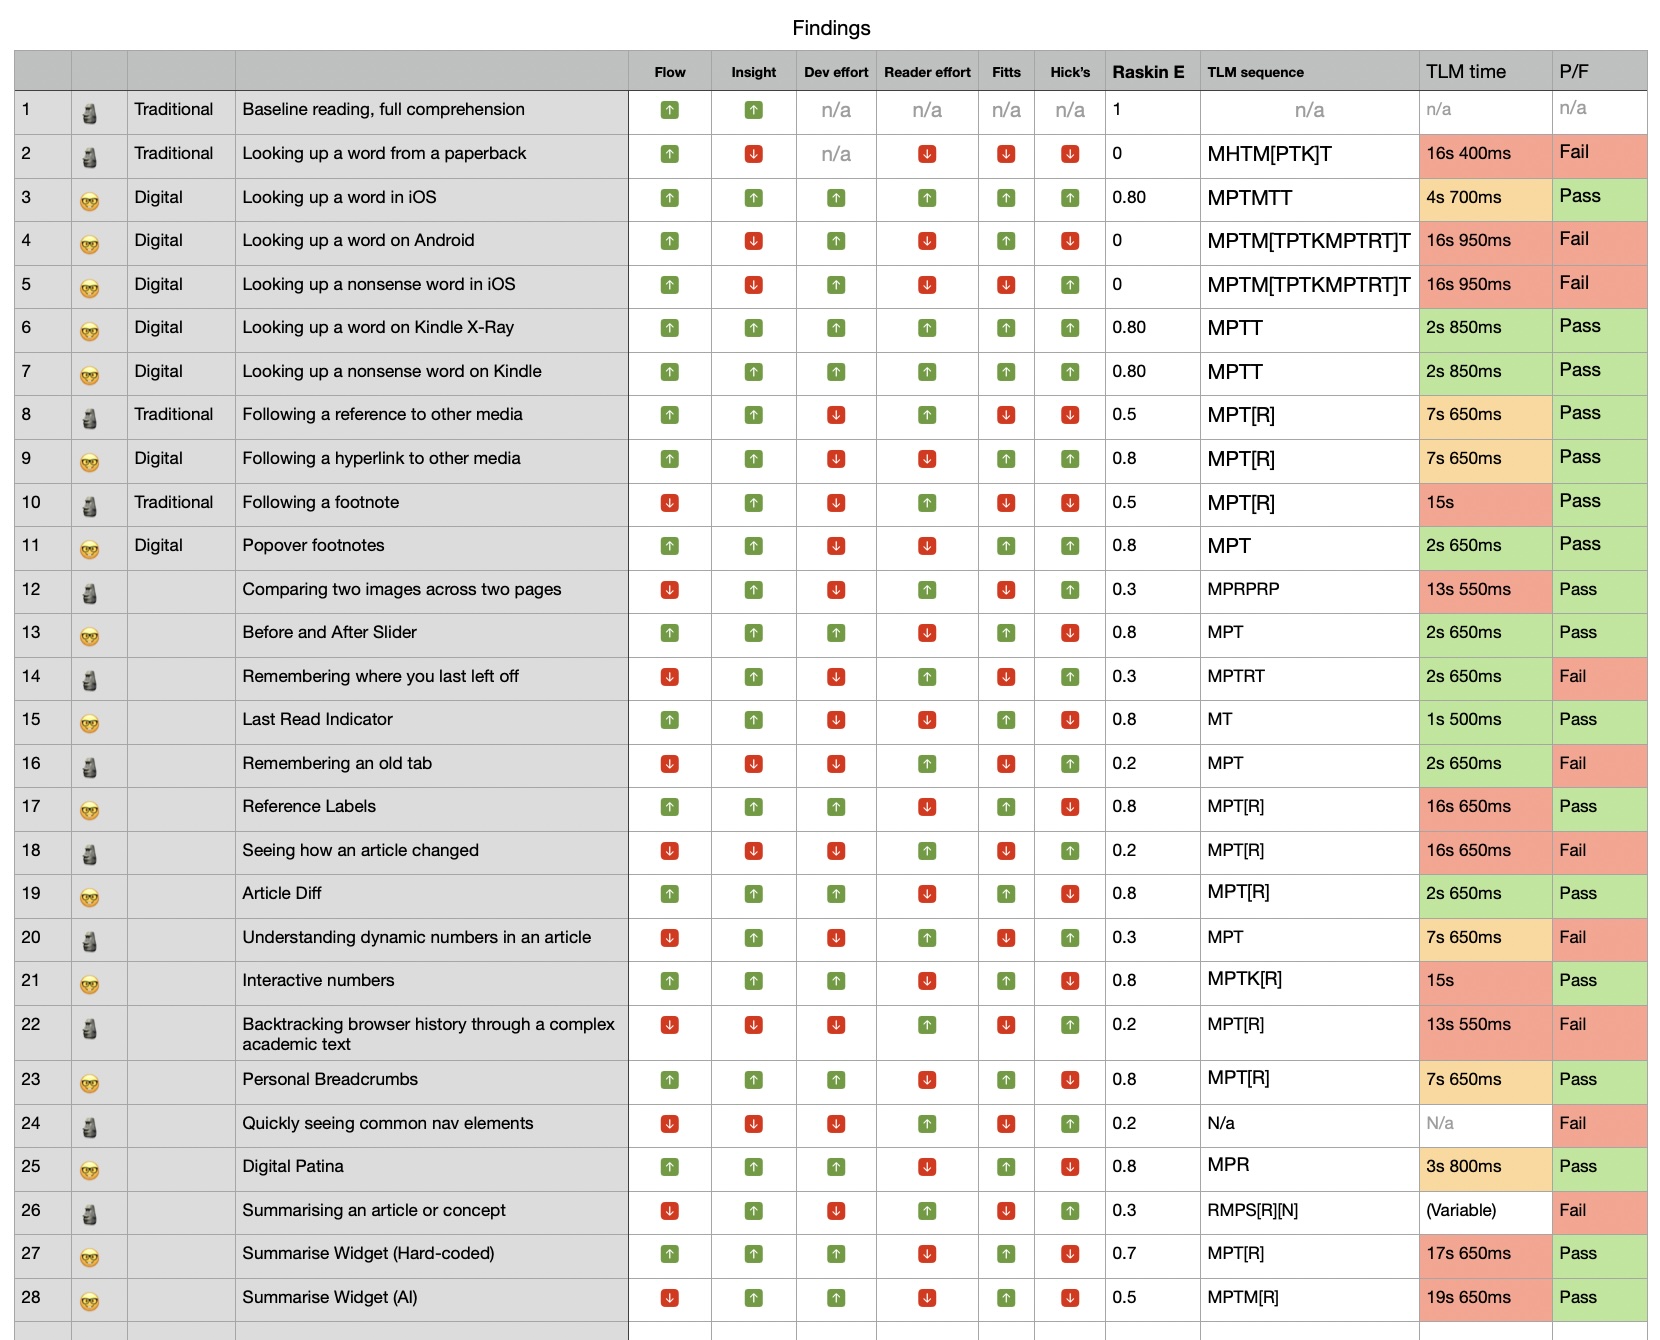 Findings
Flow Insight Dev effort Reader effort Fitts Hick's Raskin E TLM sequence TLM time P/F
1 Traditional Baseline reading, full comprehension ↑ ↑ n/a n/a n/a n/a 1 n/a n/a n/a
2 Traditional Looking up a word from a paperback ↑ ↓ n/a ↓ ↓ ↓ 0 MHTM[PTK]T 16s 400ms Fail
3 Digital Looking up a word in iOS ↑ ↑ ↑ ↑ ↑ ↑ 0.80 MPTMTT 4s 700ms Pass
4 Digital Looking up a word on Android ↑ ↓ ↑ ↓ ↑ ↓ 0 MPTM[TPTKMPTRT]T 16s 950ms Fail
5 Digital Looking up a nonsense word in iOS ↑ ↓ ↑ ↓ ↓ ↑ 0 MPTM[TPTKMPTRT]T 16s 950ms Fail
6 Digital Looking up a word on Kindle X-Ray ↑ ↑ ↑ ↑ ↑ ↑ 0.80 MPTT 2s 850ms Pass
7 Digital Looking up a nonsense word on Kindle ↑ ↑ ↑ ↑ ↑ ↑ 0.80 MPTT 2s 850ms Pass
8 Traditional Following a reference to other media ↑ ↑ ↓ ↑ ↓ ↓ 0.5 MPT[R] 7s 650ms Pass
9 Digital Following a hyperlink to other media ↑ ↑ ↓ ↓ ↑ ↑ 0.8 MPT[R] 7s 650ms Pass
10 Traditional Following a footnote ↓ ↑ ↓ ↑ ↓ ↓ 0.5 MPT[R] 15s Pass
11 Digital Popover footnotes ↑ ↑ ↓ ↓ ↑ ↑ 0.8 MPT 2s 650ms Pass
12 Comparing two images across two pages ↓ ↑ ↓ ↑ ↓ ↑ 0.3 MPRPRP 13s 550ms Pass
13 Before and After Slider ↑ ↑ ↑ ↓ ↑ ↓ 0.8 MPT 2s 650ms Pass
14 Remembering where you last left off ↓ ↑ ↓ ↑ ↓ ↑ 0.3 MPTRT 2s 650ms Fail
15 Last Read Indicator ↑ ↑ ↓ ↓ ↑ ↓ 0.8 MT 1s 500ms Pass
16 Remembering an old tab ↓ ↓ ↓ ↑ ↓ ↑ 0.2 MPT 2s 650ms Fail
17 Reference Labels ↑ ↑ ↑ ↓ ↑ ↓ 0.8 MPT[R] 16s 650ms Pass
18 Seeing how an article changed ↓ ↓ ↓ ↑ ↓ ↑ 0.2 MPT[R] 16s 650ms Fail
19 Article Diff ↑ ↑ ↑ ↓ ↑ ↓ 0.8 MPT[R] 2s 650ms Pass
20 Understanding dynamic numbers in an article ↓ ↑ ↓ ↑ ↓ ↑ 0.3 MPT 7s 650ms Fail
21 Interactive numbers ↑ ↑ ↑ ↓ ↑ ↓ 0.8 MPTK[R] 15s Pass
22 Backtracking browser history through a complex ↓ ↓ ↓ ↑ ↓ ↑ 0.2 MPT[R] 13s 550ms Fail
academic text
23 Personal Breadcrumbs ↑ ↑ ↑ ↓ ↑ ↓ 0.8 MPT[R] 7s 650ms Pass
24 Quickly seeing common nav elements ↓ ↓ ↓ ↑ ↓ ↑ 0.2 N/a N/a Fail
25 Digital Patina ↑ ↑ ↑ ↓ ↑ ↓ 0.8 MPR 3s 800ms Pass
26 Summarising an article or concept ↓ ↑ ↓ ↑ ↓ ↑ 0.3 RMPS[R][N] (Variable) Fail
27 Summarise Widget (Hard-coded) ↑ ↑ ↑ ↓ ↑ ↓ 0.7 MPT[R] 17s 650ms Pass
28 Summarise Widget (AI) ↓ ↑ ↑ ↓ ↑ ↓ 0.5 MPTM[R] 19s 650ms Pass